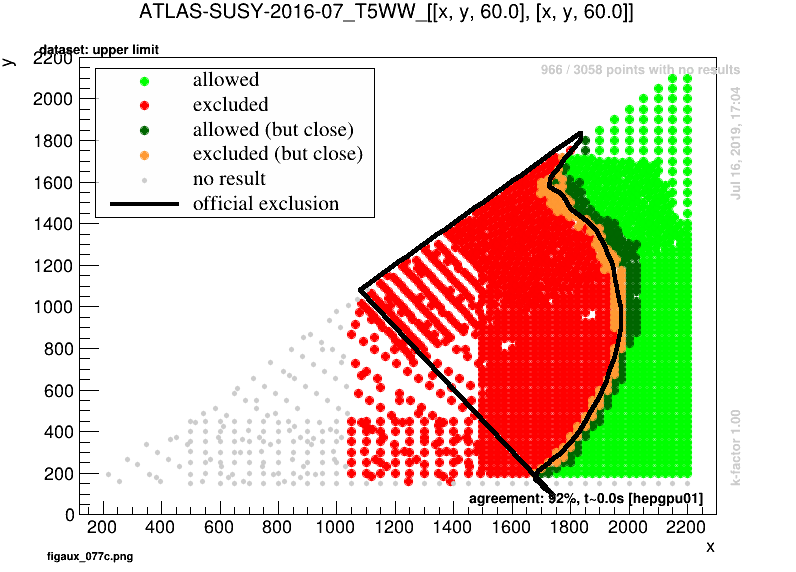 ATLAS-SUSY-2016-07_T5WW_[[x, y, 60.0], [x, y, 60.0]]
dataset: upper limit
y
966 / 3058 points with no results
allowed
excluded
allowed (but close)
excluded (but close)
no result
official exclusion
Jul 16, 2019, 17:04
k-factor 1.00
2200
2000
1800
1600
1400
1200
1000
800
600
400
200
0
agreement: 92%, t~0.0s [hepgpu01]
200 400 600 800 1000 1200 1400 1600 1800 2000 2200
x
figaux_077c.png